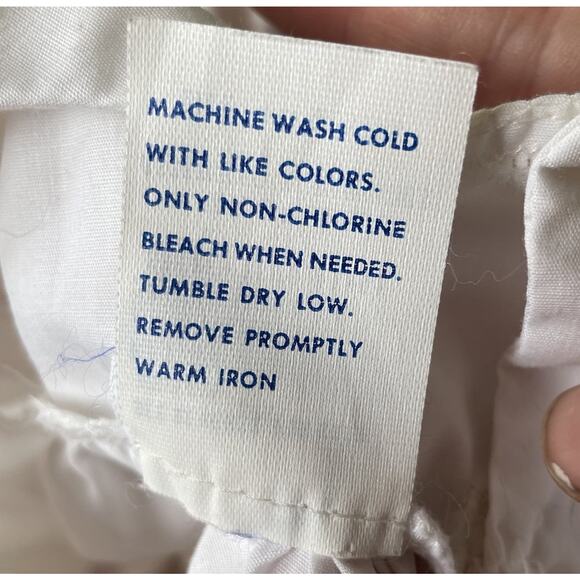 MACHINE WASH COLD
WITH LIKE COLORS.
ONLY NON-CHLORINE
BLEACH WHEN NEEDED.
TUMBLE DRY LOW.
REMOVE PROMPTLY
WARM IRON